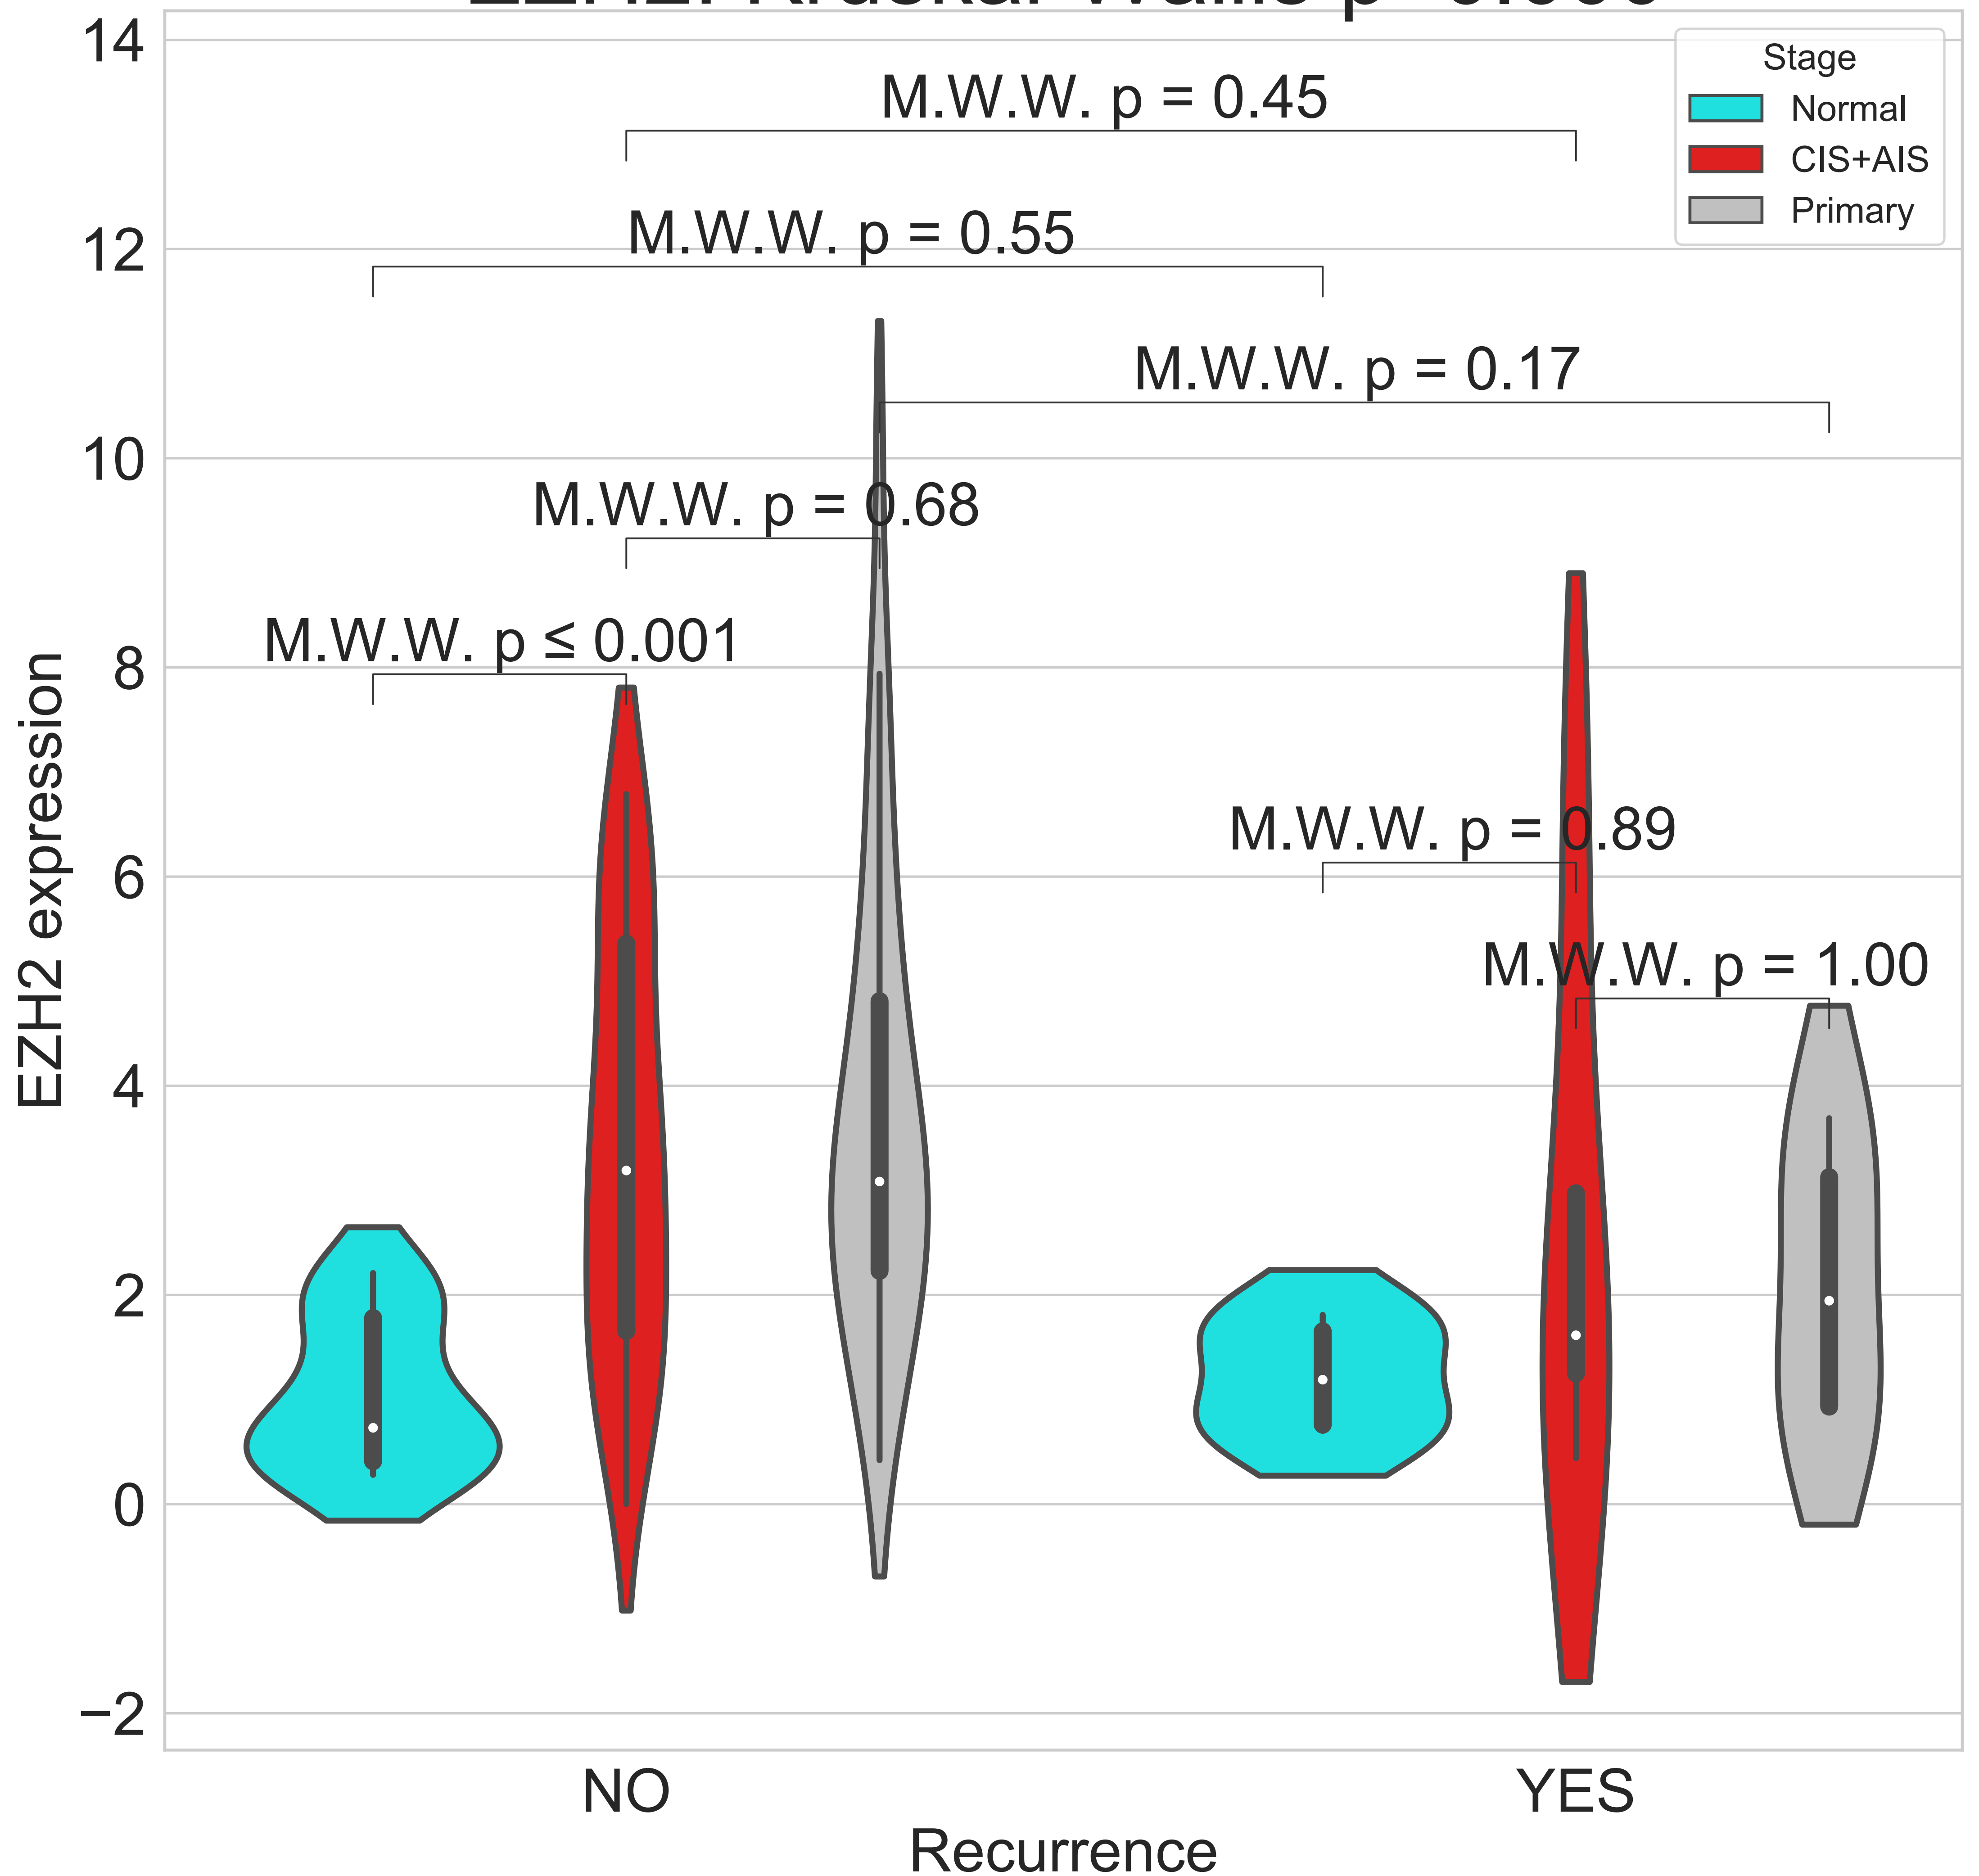 14
12
10
8
6
4
2
0
−2
EZH2 expression
Stage
Normal
CIS+AIS
Primary
M.W.W. p = 0.45
M.W.W. p = 0.55
M.W.W. p = 0.17
M.W.W. p = 0.68
M.W.W. p ≤ 0.001
M.W.W. p = 0.89
M.W.W. p = 1.00
NO
YES
Recurrence